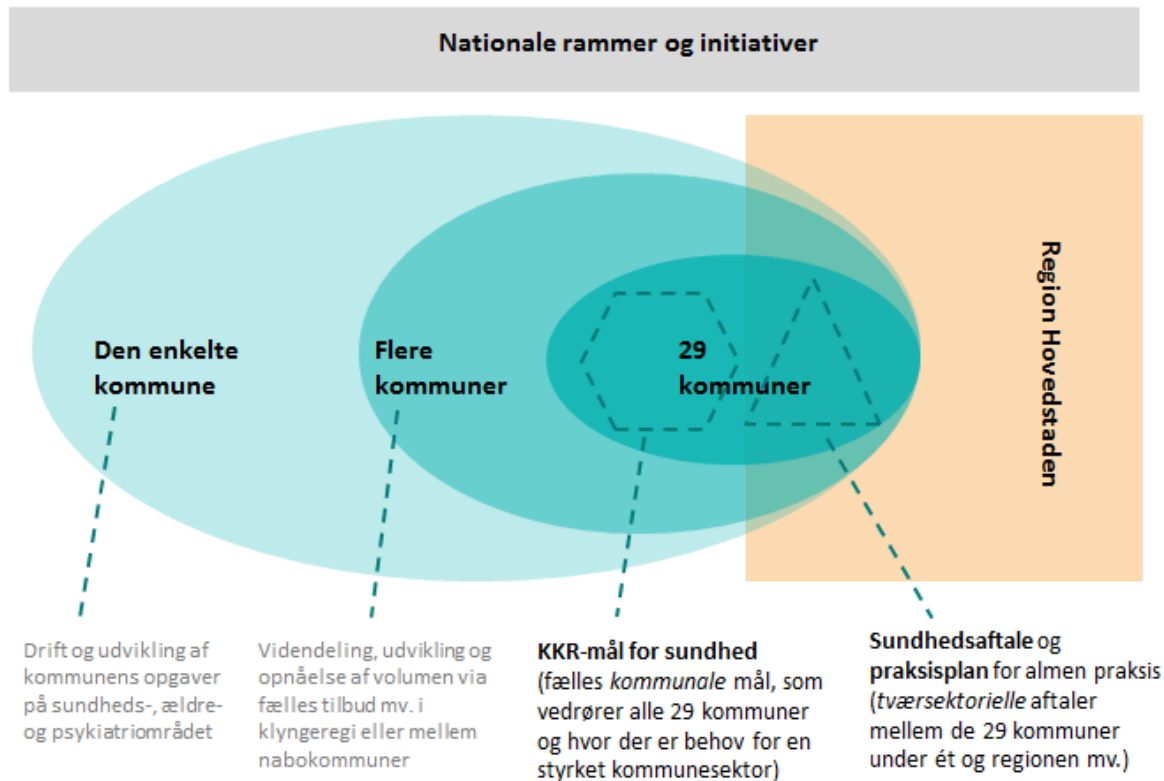 Nationale rammer og initiativer
Den enkelte
kommune
Flere
kommuner
29
kommuner
Region Hovedstaden
Drift og udvikling af
kommunens opgaver
på sundheds-, ældre-
og psykiatriområdet
Videndeling, udvikling og
opnåelse af volumen via
fælles tilbud mv. i
klyngeregi eller mellem
nabokommuner
KKR-mål for sundhed
(fælles kommunale mål, som
vedrører alle 29 kommuner
og hvor der er behov for en
styrket kommunesektor)
Sundhedsaftale og
praksisplan for almen praksis
(tværsektorielle aftaler
mellem de 29 kommuner
under ét og regionen mv.)